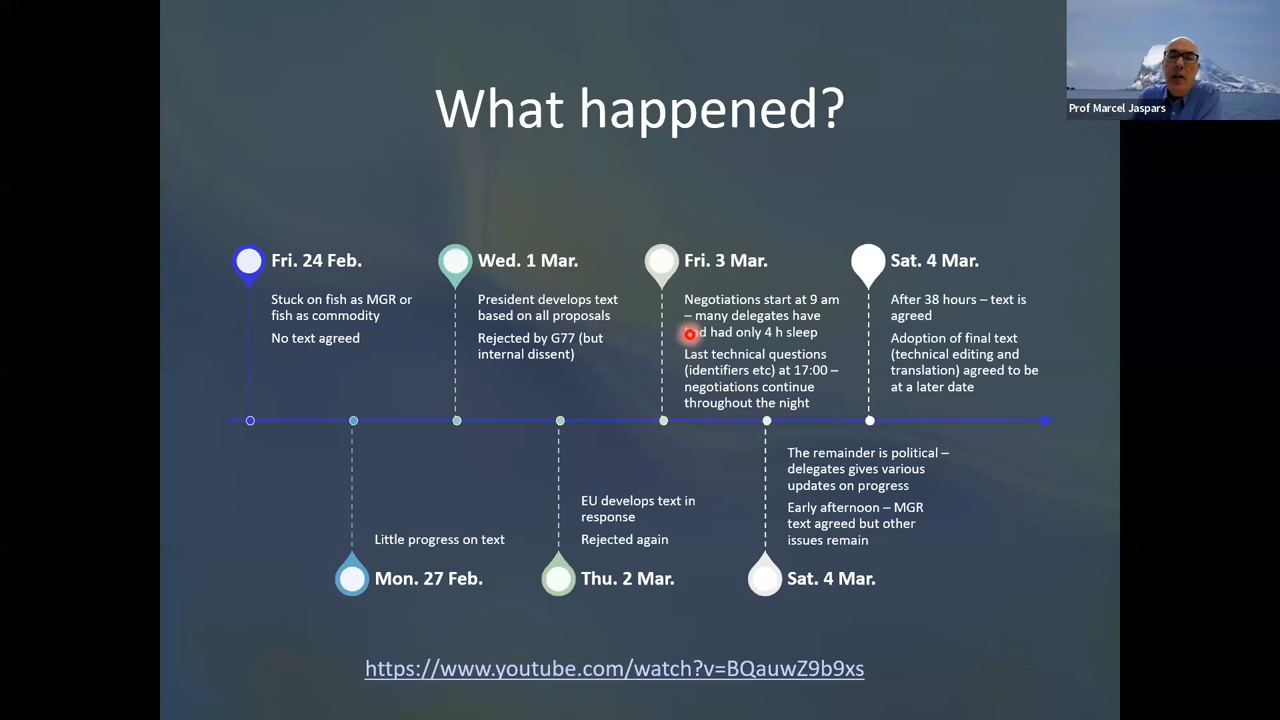 What happened?
Prof Marcel Jaspars
Fri. 24 Feb.
Stuck on fish as MGR or
fish as commodity
No text agreed
Wed. 1 Mar.
President develops text
based on all proposals
Rejected by G77 (but
internal dissent)
Fri. 3 Mar.
Negotiations start at 9 am
– many delegates have
had only 4 h sleep
Last technical questions
(identifiers etc) at 17:00 –
negotiations continue
throughout the night
Sat. 4 Mar.
After 38 hours – text is
agreed
Adoption of final text
(technical editing and
translation) agreed to be
at a later date
Little progress on text
Mon. 27 Feb.
EU develops text in
response
Rejected again
Thu. 2 Mar.
The remainder is political –
delegates gives various
updates on progress
Early afternoon – MGR
text agreed but other
issues remain
Sat. 4 Mar.
https://www.youtube.com/watch?v=BQauwZ9b9xs